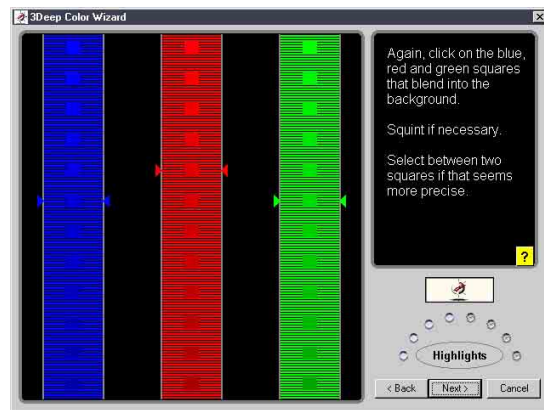 3Deep Color Wizard
Again, click on the blue,
red and green squares
that blend into the
background.
Squint if necessary.
Select between two
squares if that seems
more precise.
?
Highlights
< Back
Next >
Cancel